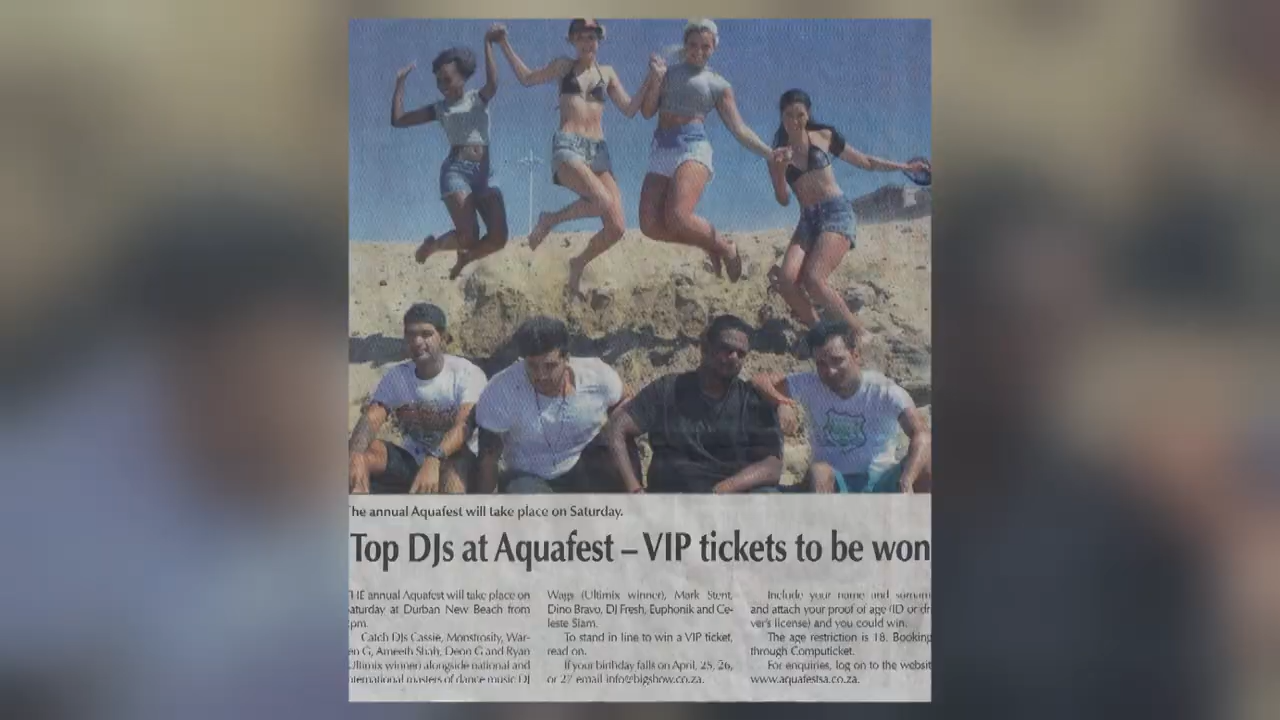 he annual Aquafest will take place on Saturday.
Top DJs at Aquafest – VIP tickets to be won
HE annual Aquafest will take place on
aturday at Durban New Beach from
pm.
Catch DJs Cassie, Monstrosity, War-
en G, Ameeth Shah, Deon G and Ryan
Ultimix winner) alongside national and
nternational masters of dance music DJ
Wags (Ultimix winner), Mark Stent,
Dino Bravo, DJ Fresh, Euphonik and Ce-
leste Slam.
To stand in line to win a VIP ticket,
read on.
If your birthday falls on April, 25, 26,
or 27 email info@bigshow.co.za.
Include your name and surnam
and attach your proof of age (ID or dri
ver's license) and you could win.
The age restriction is 18. Booking
through Computicket.
For enquiries, log on to the websit
www.aquafestsa.co.za.